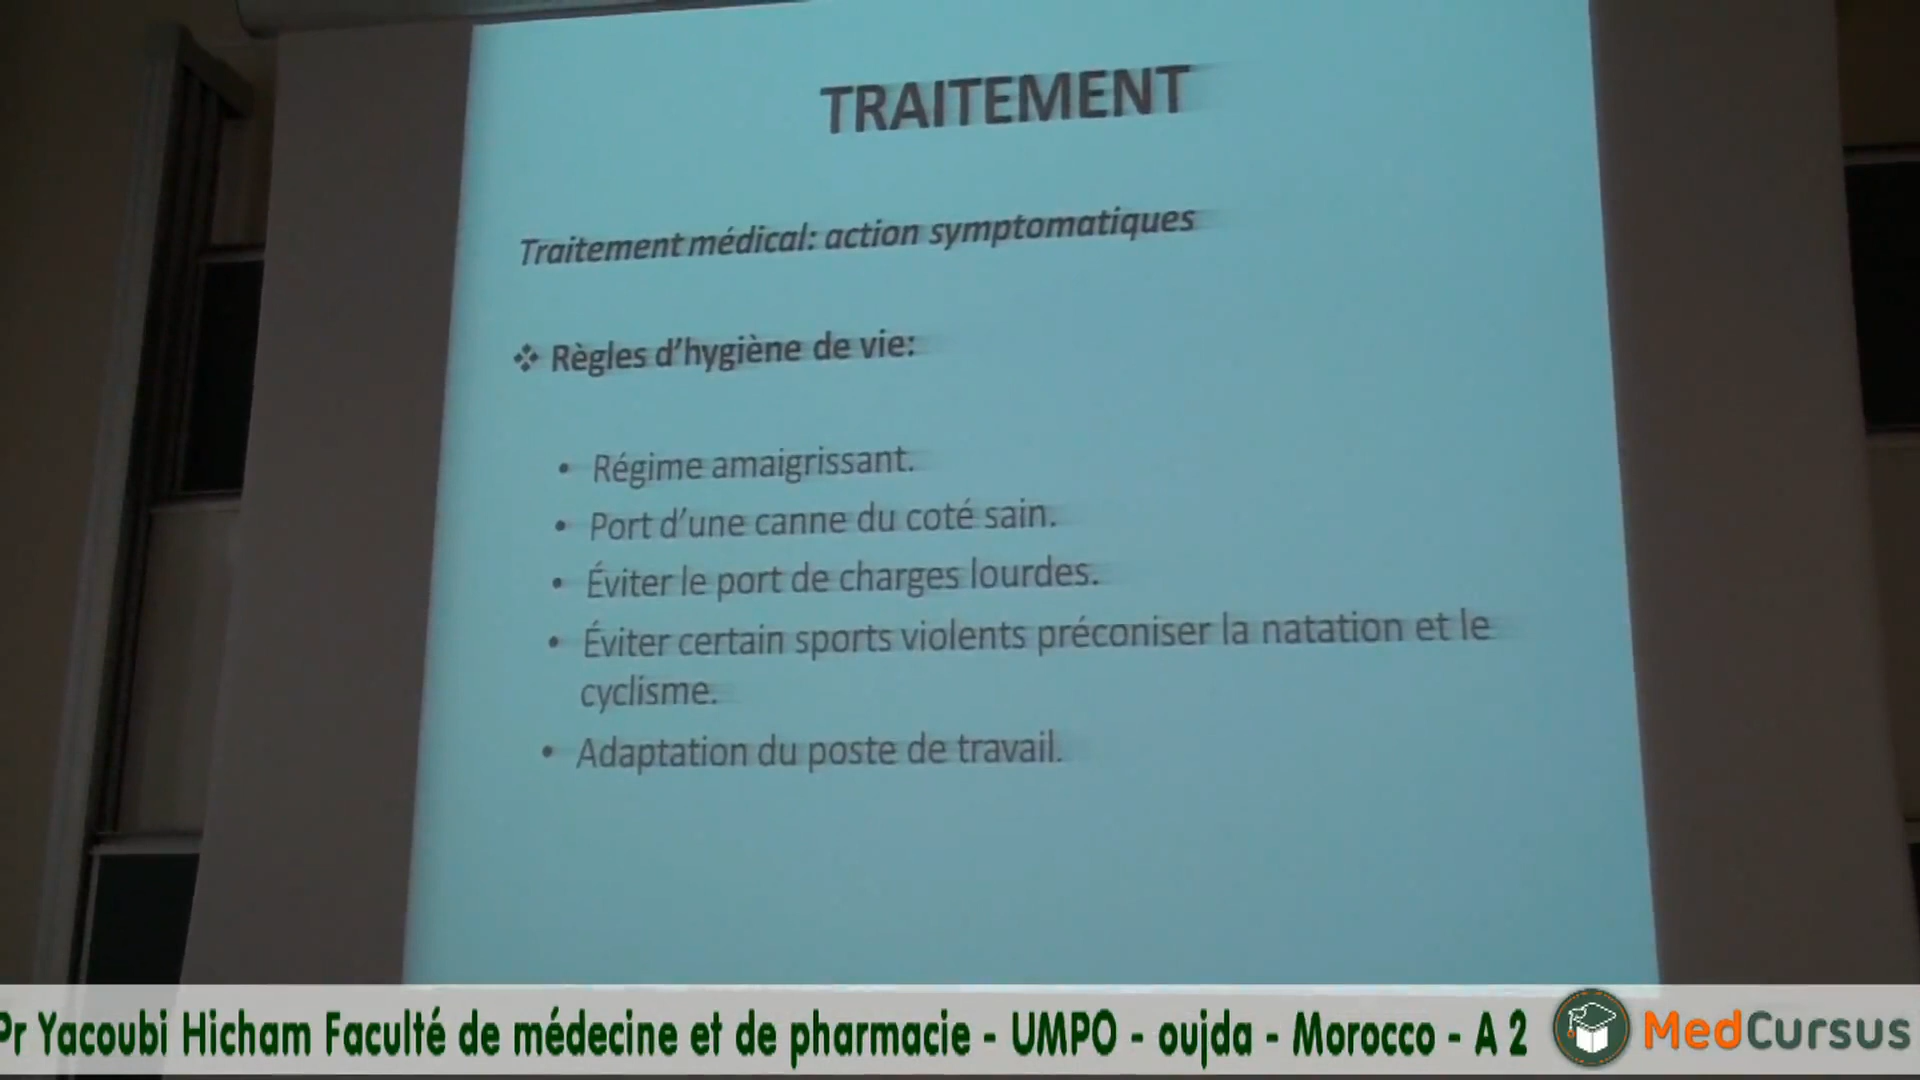 TRAITEMENT
Traitement médical: action symptomatiques
❖ Règles d'hygiène de vie:
• Régime amaigrissant.
• Port d'une canne du coté sain.
• Éviter le port de charges lourdes.
• Éviter certain sports violents préconiser la natation et le
cyclisme.
• Adaptation du poste de travail.
Pr Yacoubi Hicham Faculté de médecine et de pharmacie - UMPO - oujda - Morocco - A 2
MedCursus